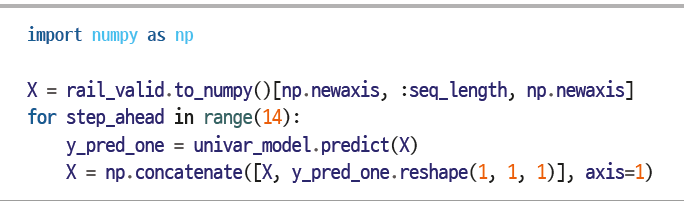 import numpy as np
X = rail_valid.to_numpy()[np.newaxis, :seq_length, np.newaxis]
for step_ahead in range(14):
    y_pred_one = univar_model.predict(X)
    X = np.concatenate([X, y_pred_one.reshape(1, 1, 1)], axis=1)